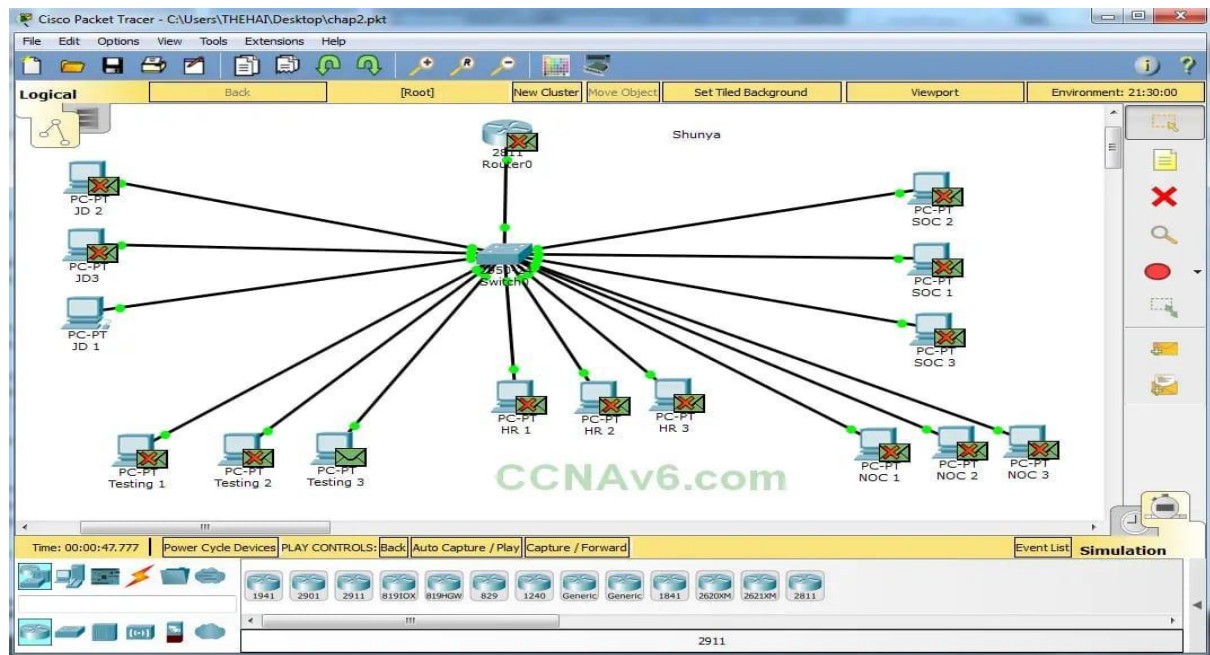 Cisco Packet Tracer - C:\Users\THEHAI\Desktop\chap2.pkt
File Edit Options View Tools Extensions Help
Logical Back [Root] New Cluster Move Object Set Tiled Background Viewport Environment: 21:30:00
Shunya
2811
Router0
PC-PT
JD 2
PC-PT
SOC 2
PC-PT
JD3
Switch0
PC-PT
SOC 1
PC-PT
JD 1
PC-PT
SOC 3
PC-PT
HR 1
PC-PT
HR 2
PC-PT
HR 3
PC-PT
Testing 1
PC-PT
Testing 2
PC-PT
Testing 3
PC-PT
NOC 1
PC-PT
NOC 2
PC-PT
NOC 3
CCNAv6.com
Time: 00:00:47.777 Power Cycle Devices PLAY CONTROLS: Back Auto Capture / Play Capture / Forward Event List Simulation
1941 2901 2911 819IOX 819HGW 829 1240 Generic Generic 1841 2620XM 2621XM 2811
2911